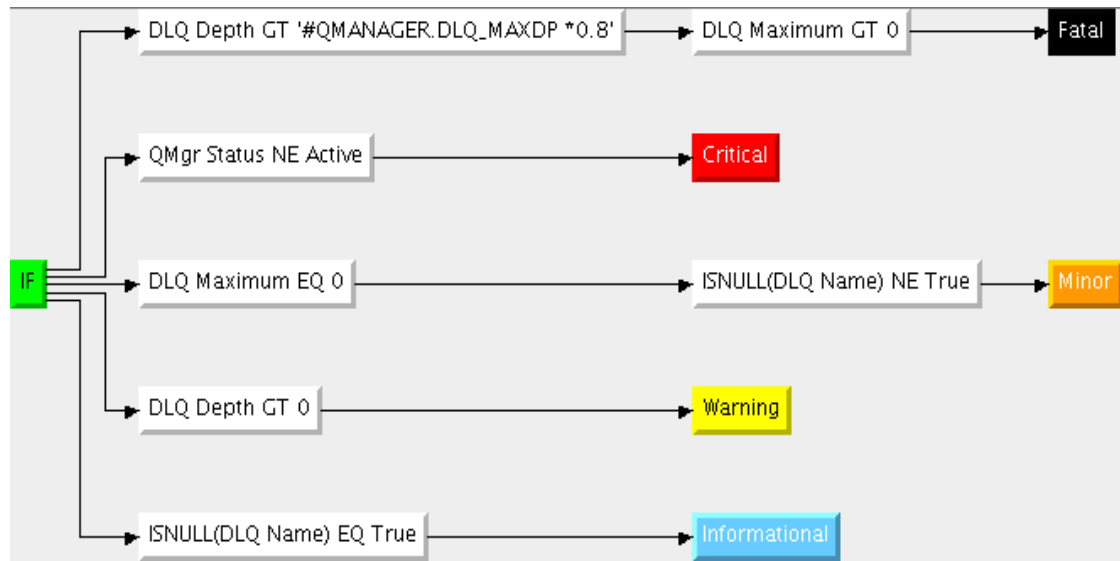 DLQ Depth GT '#QMANAGER.DLQ_MAXDP *0.8'
DLQ Maximum GT 0
Fatal
QMgr Status NE Active
Critical
IF
DLQ Maximum EQ 0
ISNULL(DLQ Name) NE True
Minor
DLQ Depth GT 0
Warning
ISNULL(DLQ Name) EQ True
Informational